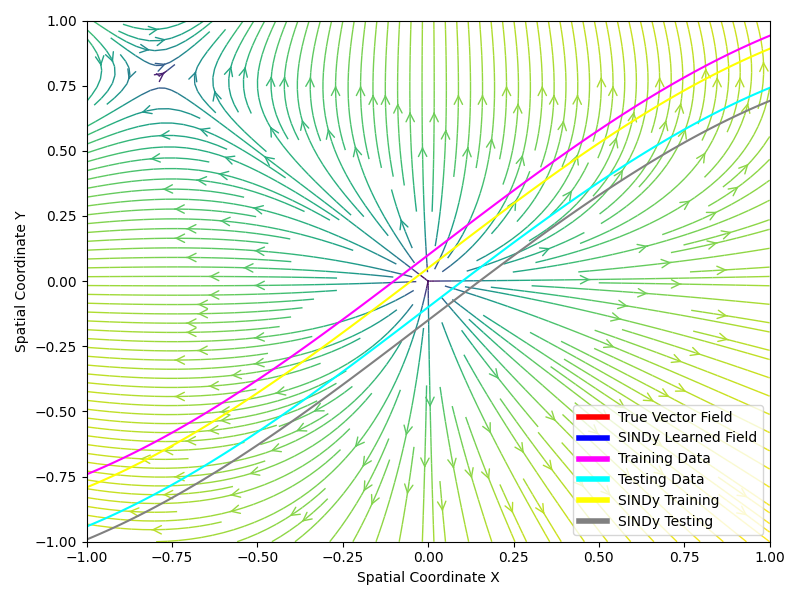 1.00
0.75
0.50
0.25
0.00
−0.25
−0.50
−0.75
−1.00
Spatial Coordinate Y
True Vector Field
SINDy Learned Field
Training Data
Testing Data
SINDy Training
SINDy Testing
−1.00 −0.75 −0.50 −0.25 0.00 0.25 0.50 0.75 1.00
Spatial Coordinate X